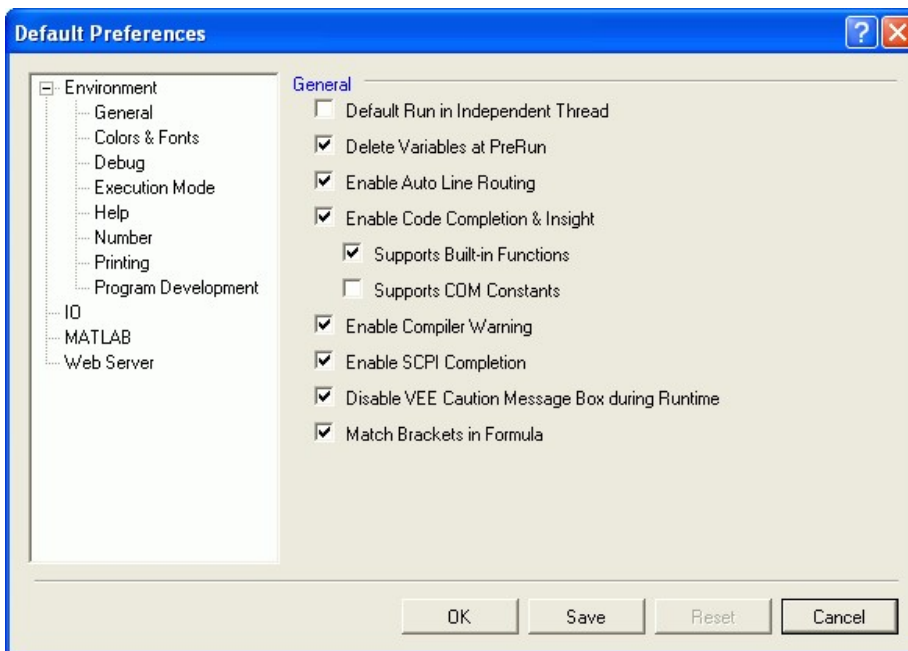 Default Preferences
Environment
General
Colors & Fonts
Debug
Execution Mode
Help
Number
Printing
Program Development
IO
MATLAB
Web Server
General
Default Run in Independent Thread
Delete Variables at PreRun
Enable Auto Line Routing
Enable Code Completion & Insight
Supports Built-in Functions
Supports COM Constants
Enable Compiler Warning
Enable SCPI Completion
Disable VEE Caution Message Box during Runtime
Match Brackets in Formula
OK Save Reset Cancel